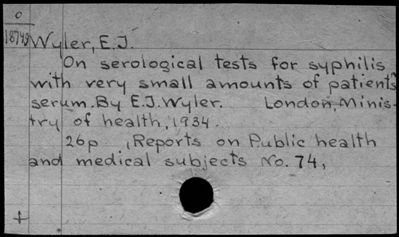 o
18749 Wyler, E.J.
On serological tests for syphilis
with very small amounts of patients
serum. By E.J. Wyler. London, Minis-
try of health, 1934.
26p , Reports on Public health
and medical subjects No. 74,
+